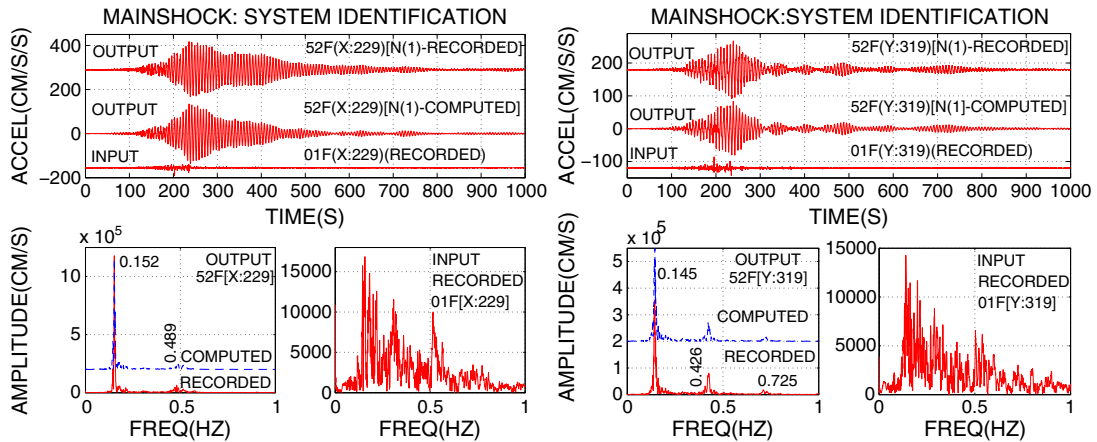 MAINSHOCK: SYSTEM IDENTIFICATION
ACCEL(CM/S/S)
400
200
0
−200
OUTPUT
52F(X:229)[N(1)-RECORDED]
OUTPUT
52F(X:229)[N(1)-COMPUTED]
INPUT
01F(X:229)(RECORDED)
0 100 200 300 400 500 600 700 800 900 1000
TIME(S)
MAINSHOCK:SYSTEM IDENTIFICATION
ACCEL(CM/S/S)
200
100
0
−100
OUTPUT
52F(Y:319)[N(1)-RECORDED]
OUTPUT
52F(Y:319)[N(1]-COMPUTED]
INPUT
01F(Y:319)(RECORDED)
0 100 200 300 400 500 600 700 800 900 1000
TIME(S)
AMPLITUDE(CM/S)
x 10^5
10
5
0
0.152
OUTPUT
52F[X:229]
0.489
COMPUTED
RECORDED
0 0.5 1
FREQ(HZ)
15000
10000
5000
0
INPUT
RECORDED
01F[X:229]
0 0.5 1
FREQ(HZ)
AMPLITUDE(CM/S)
x 10^5
5
4
3
2
1
0
0.145
OUTPUT
52F[Y:319]
COMPUTED
0.426
RECORDED
0.725
0 0.5 1
FREQ(HZ)
15000
10000
5000
0
INPUT
RECORDED
01F[Y:319]
0 0.5 1
FREQ(HZ)